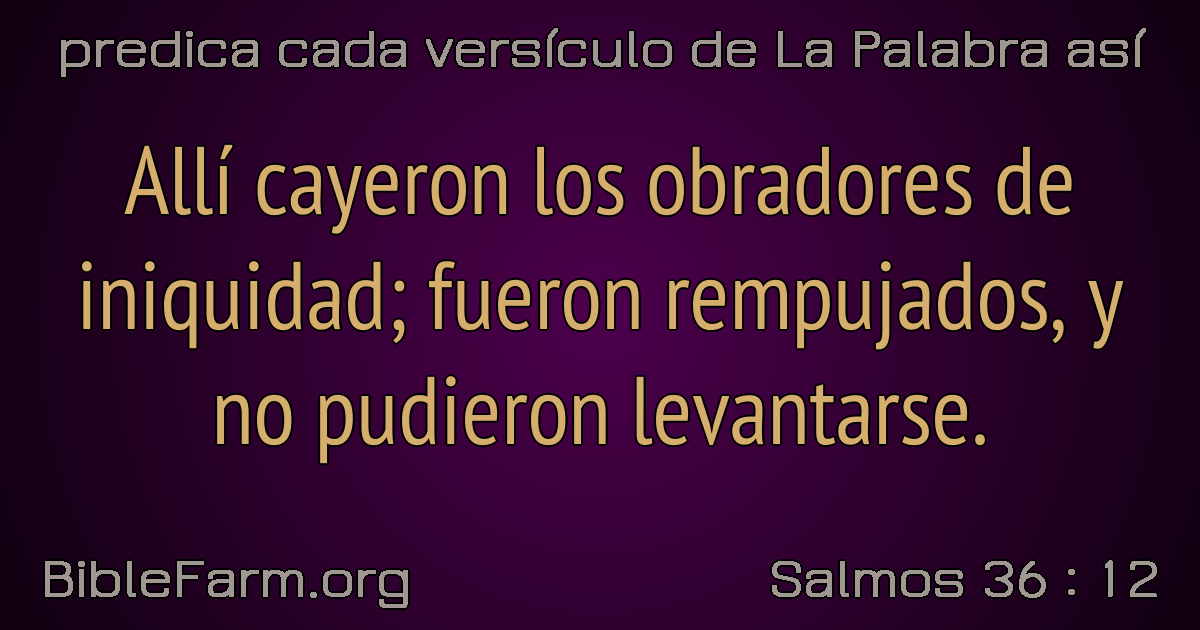 predica cada versículo de La Palabra así
Allí cayeron los obradores de
iniquidad; fueron rempujados, y
no pudieron levantarse.
BibleFarm.org
Salmos 36 : 12